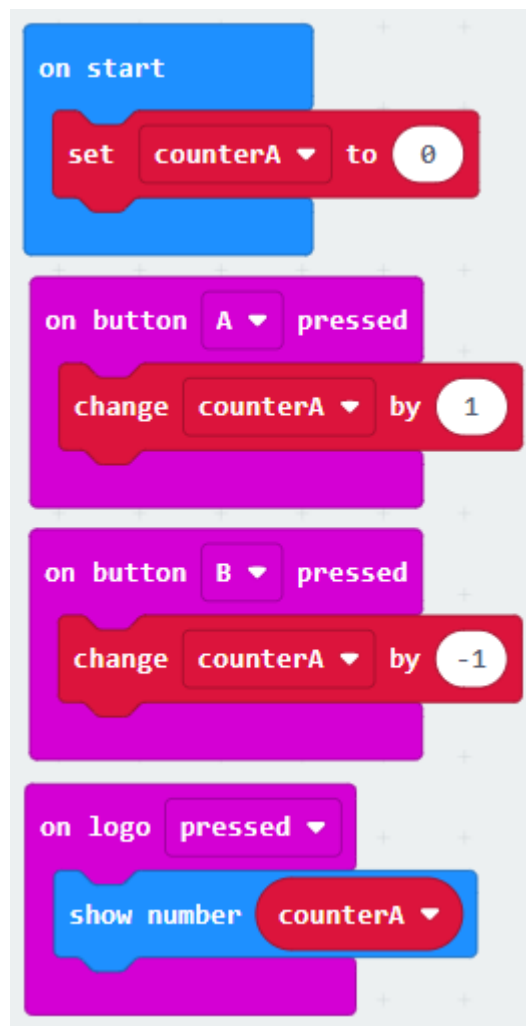 on start
set counterA to 0
on button A pressed
change counterA by 1
on button B pressed
change counterA by -1
on logo pressed
show number counterA